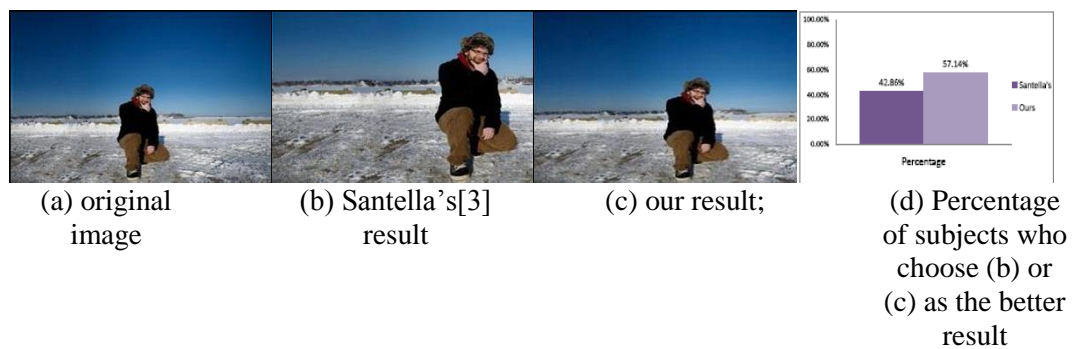 100.00%
80.00%
60.00%
40.00%
20.00%
0.00%
42.86%
57.14%
Santella's
Ours
Percentage
(a) original
image
(b) Santella’s[3]
result
(c) our result;
(d) Percentage
of subjects who
choose (b) or
(c) as the better
result